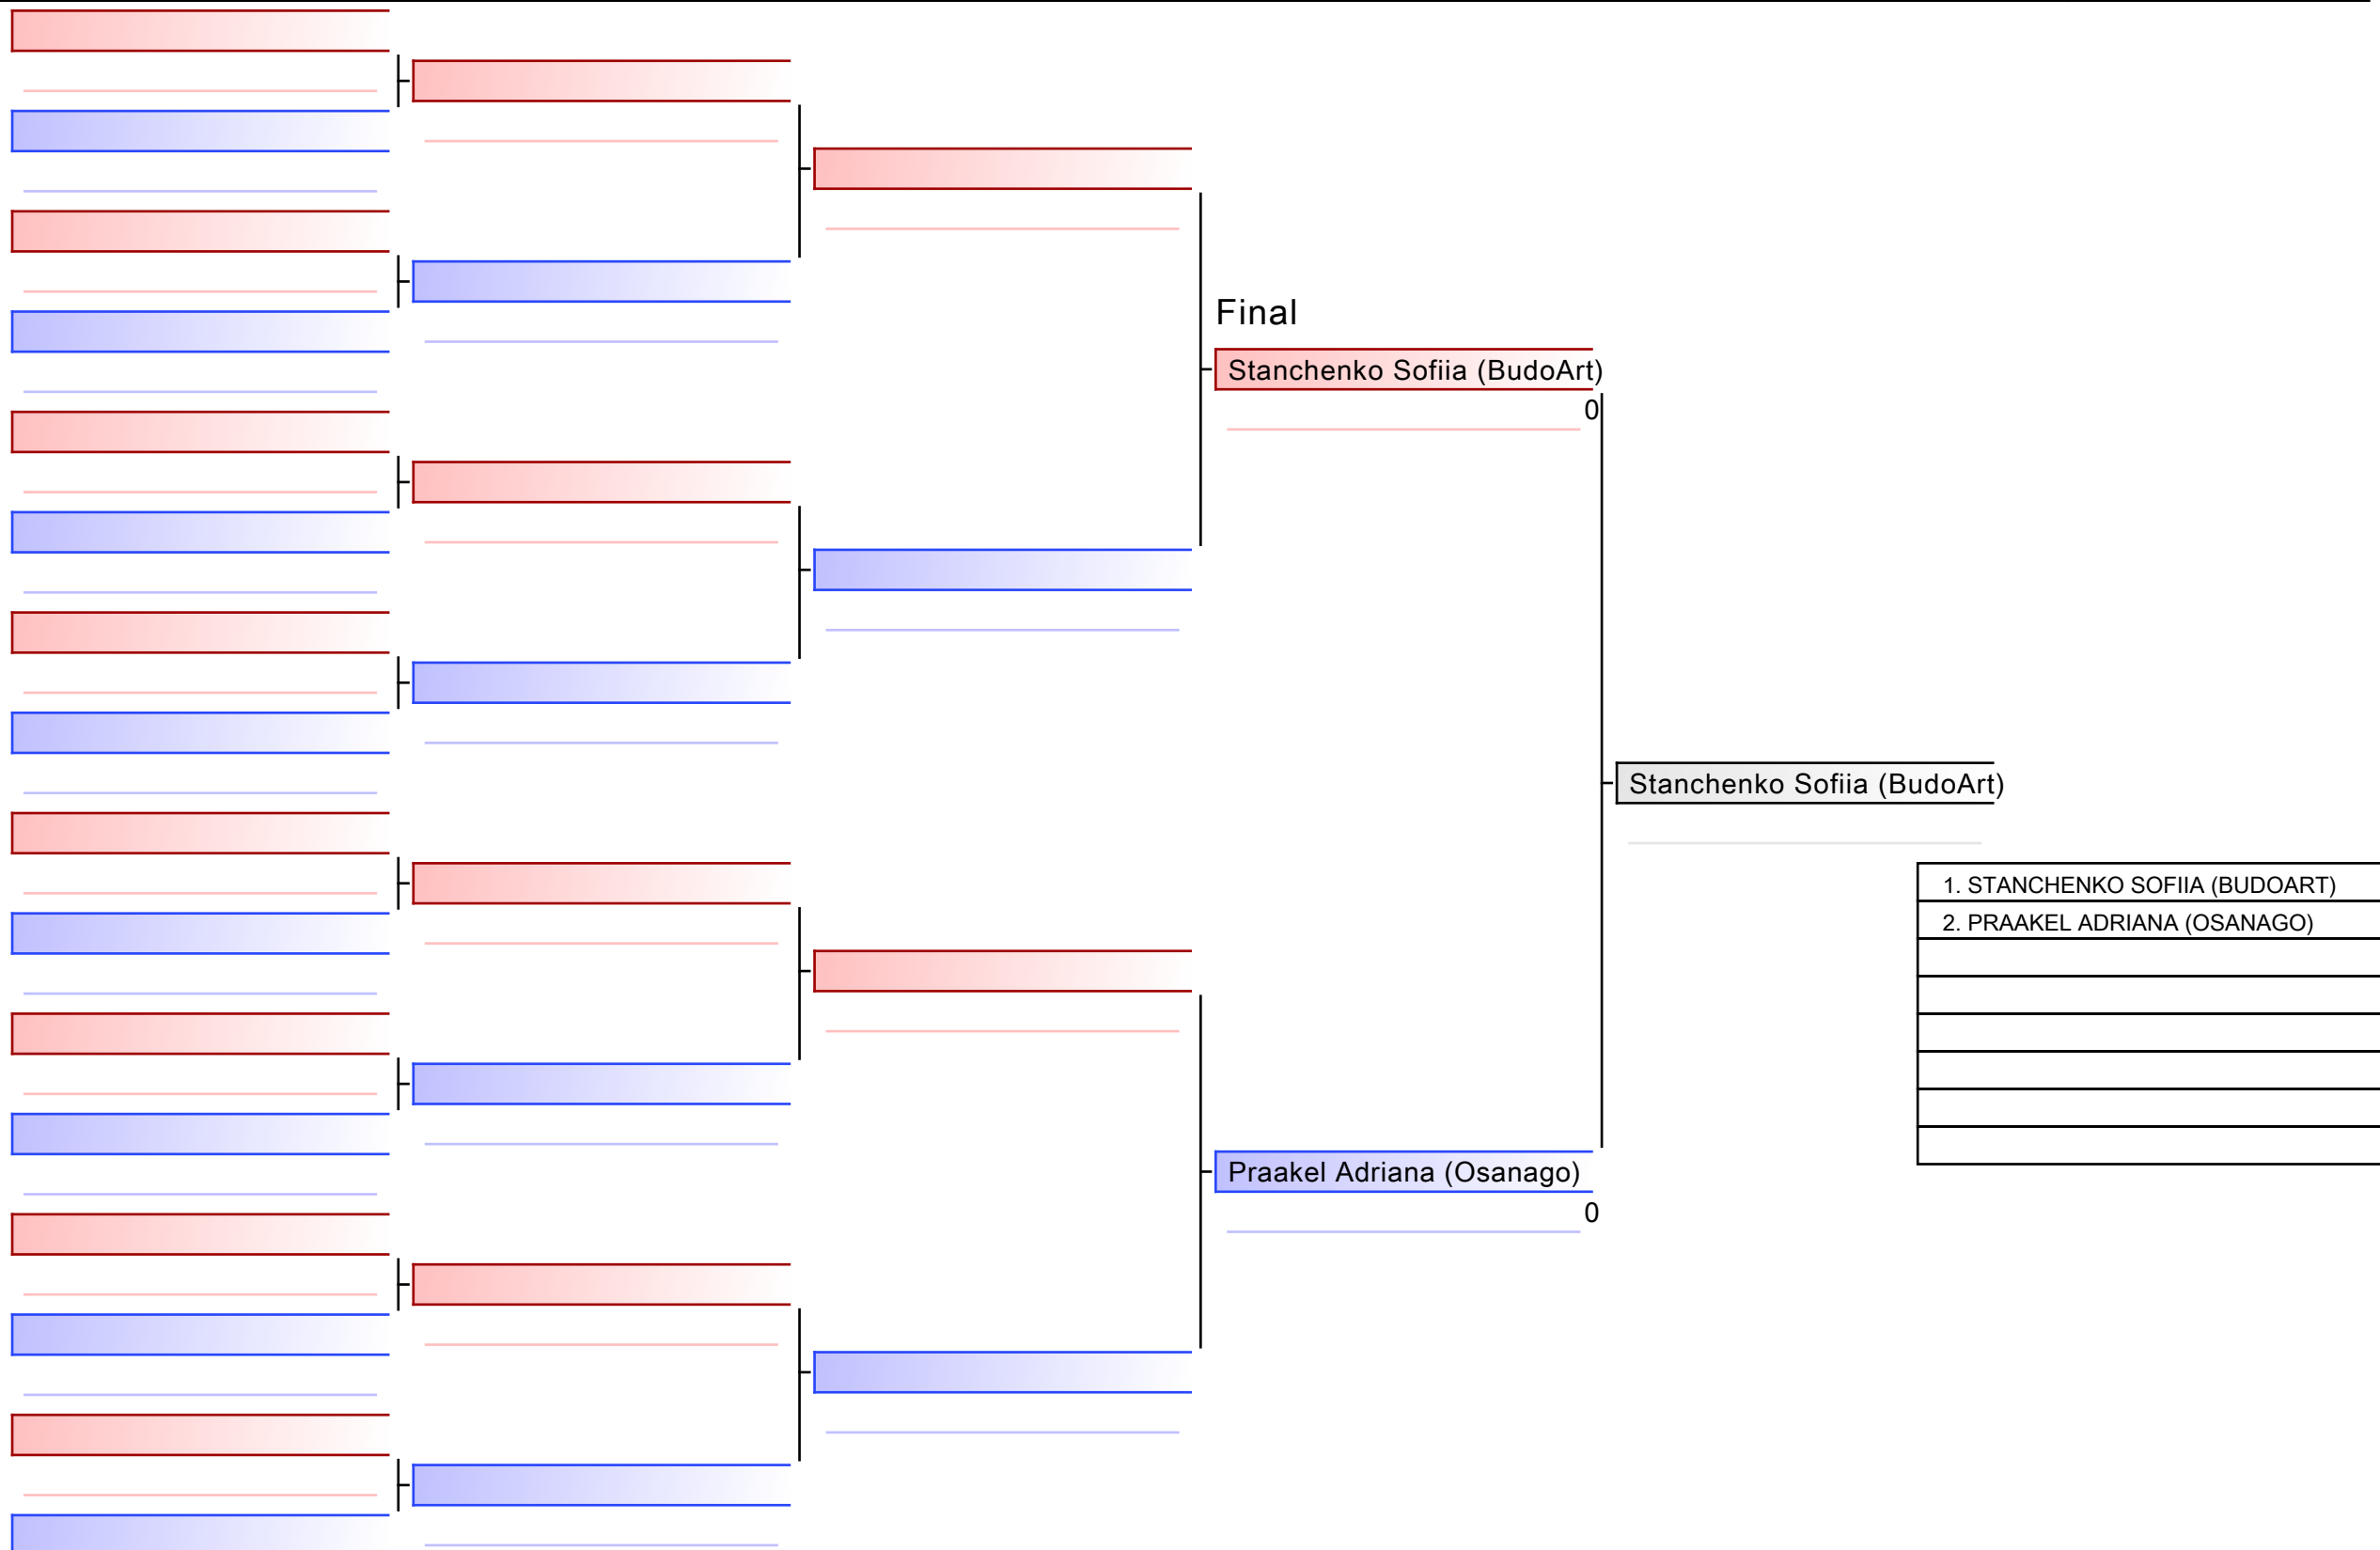 Final
Stanchenko Sofiia (BudoArt)
0
Stanchenko Sofiia (BudoArt)
1. STANCHENKO SOFIIA (BUDOART)
2. PRAAKEL ADRIANA (OSANAGO)
Praakel Adriana (Osanago)
0